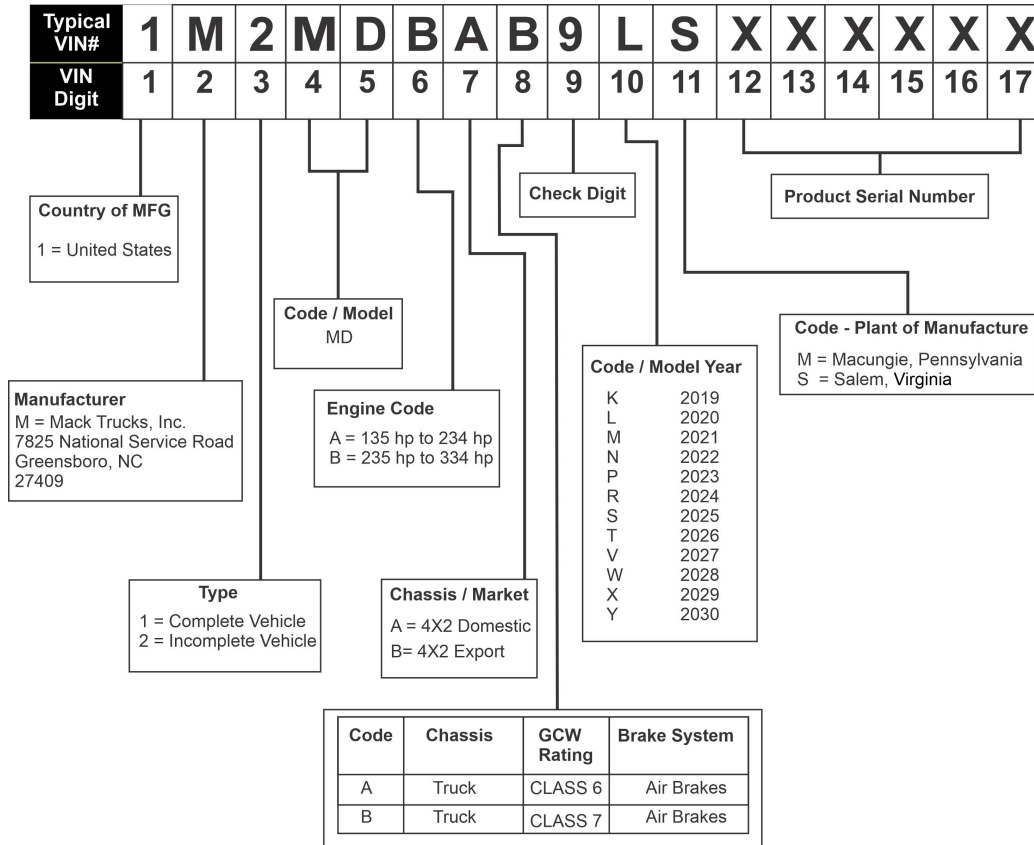 Typical VIN# 1 M 2 M D B A B 9 L S X X X X X X
VIN Digit 1 2 3 4 5 6 7 8 9 10 11 12 13 14 15 16 17
Country of MFG
1 = United States
Check Digit
Product Serial Number
Code / Model
MD
Code - Plant of Manufacture
M = Macungie, Pennsylvania
S = Salem, Virginia
Manufacturer
M = Mack Trucks, Inc.
7825 National Service Road
Greensboro, NC
27409
Engine Code
A = 135 hp to 234 hp
B = 235 hp to 334 hp
Code / Model Year
K 2019
L 2020
M 2021
N 2022
P 2023
R 2024
S 2025
T 2026
V 2027
W 2028
X 2029
Y 2030
Type
1 = Complete Vehicle
2 = Incomplete Vehicle
Chassis / Market
A = 4X2 Domestic
B= 4X2 Export
Code Chassis GCW Rating Brake System
A Truck CLASS 6 Air Brakes
B Truck CLASS 7 Air Brakes